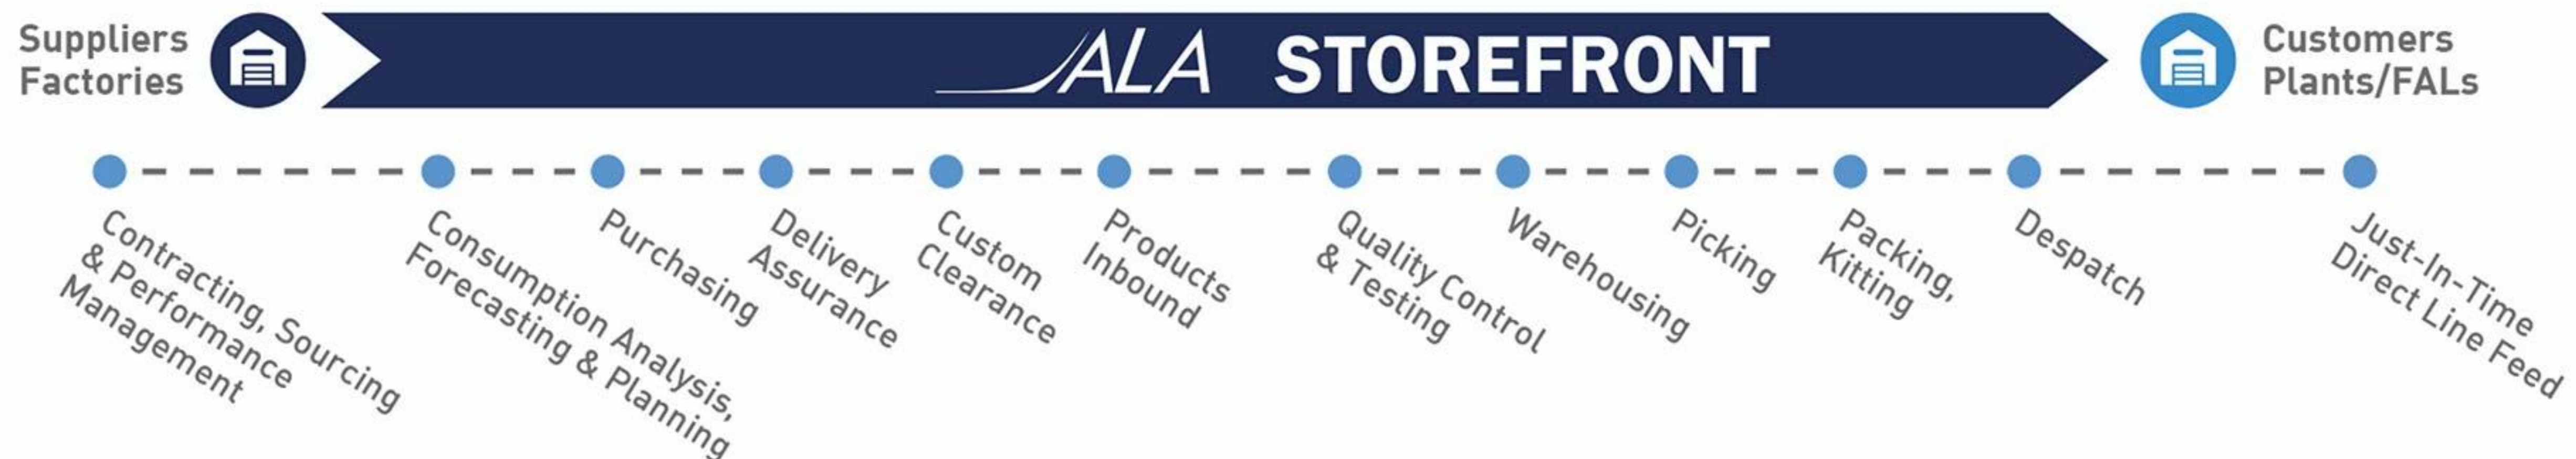 Suppliers
Factories
ALA STOREFRONT
Customers
Plants/FALs
Contracting, Sourcing
& Performance
Management
Consumption Analysis,
Forecasting & Planning
Purchasing
Delivery
Assurance
Custom
Clearance
Products
Inbound
Quality Control
& Testing
Warehousing
Picking
Packing,
Kitting
Despatch
Just-In-Time
Direct Line Feed